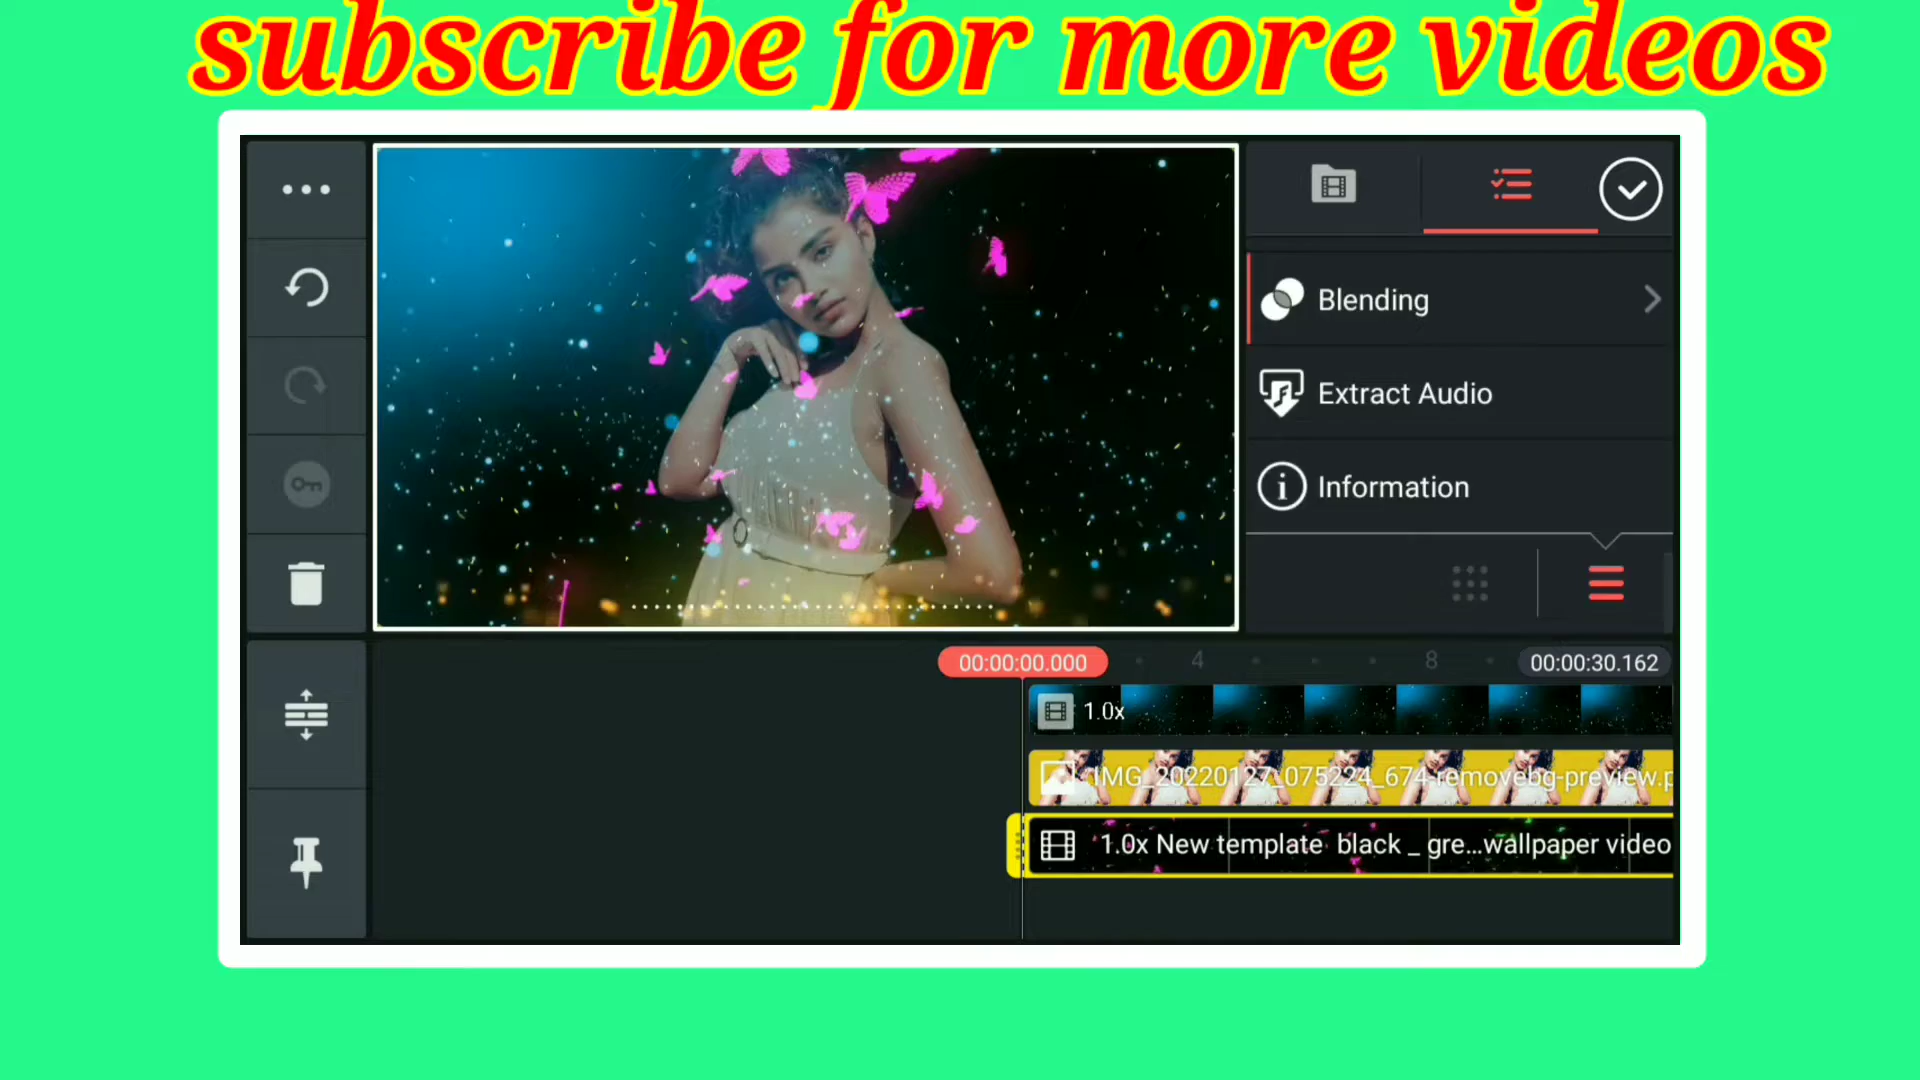 subscribe for more videos
Blending
Extract Audio
Information
00:00:00.000
4
8
00:00:30.162
1.0x
IMG_20220127_075224_674-removebg-preview.p
1.0x New template black _ gre...wallpaper video